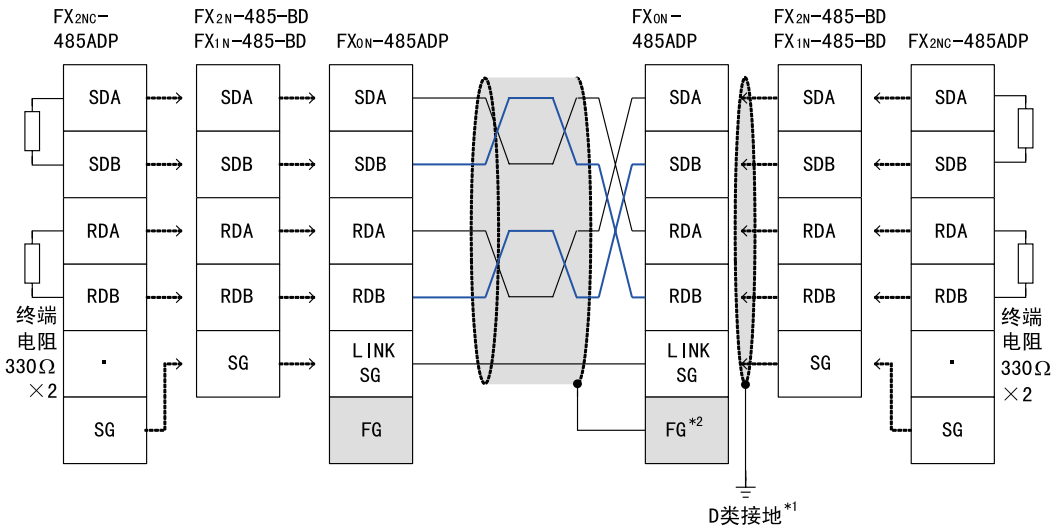 FX2NC-
485ADP
FX2N-485-BD
FX1N-485-BD
FX0N-485ADP
FX0N-
485ADP
FX2N-485-BD
FX1N-485-BD
FX2NC-485ADP
SDA
SDB
RDA
RDB
·
SG
终端
电阻
330Ω
×2
SDA
SDB
RDA
RDB
SG
SDA
SDB
RDA
RDB
LINK
SG
FG
SDA
SDB
RDA
RDB
LINK
SG
FG*2
D类接地*1
SDA
SDB
RDA
RDB
SG
SDA
SDB
RDA
RDB
·
SG
终端
电阻
330Ω
×2